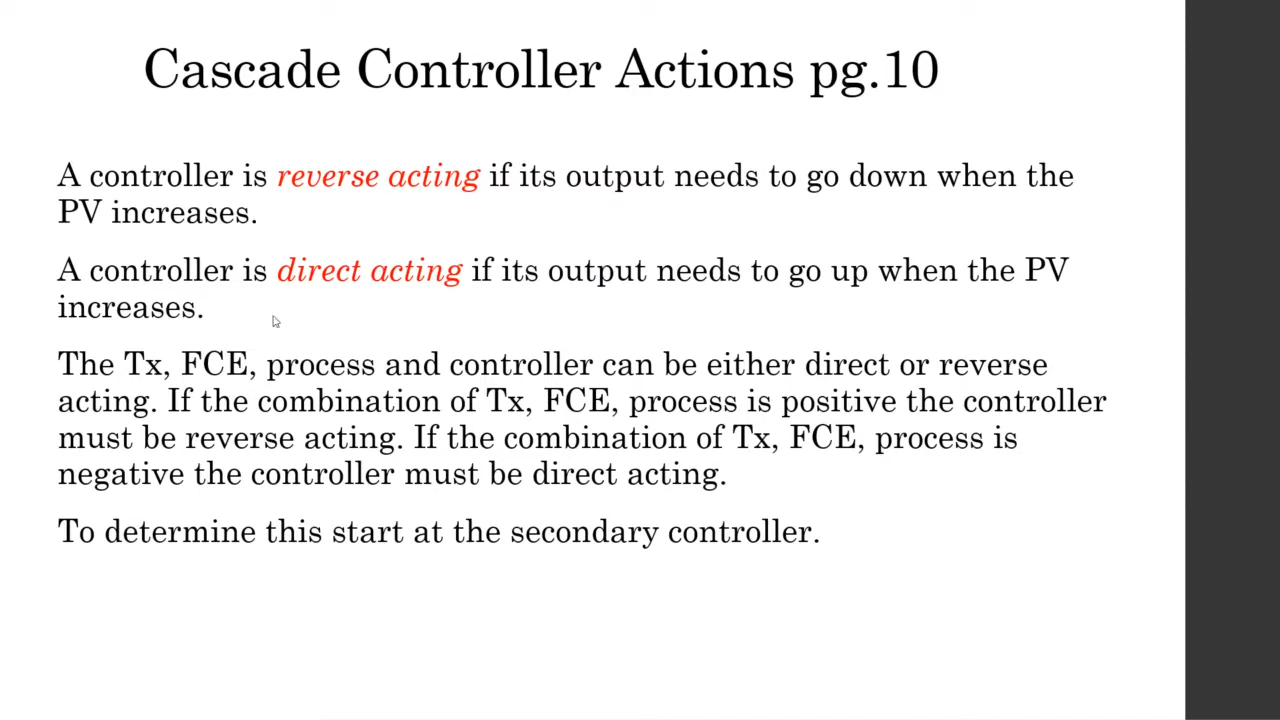 Cascade Controller Actions pg.10
A controller is reverse acting if its output needs to go down when the
PV increases.
A controller is direct acting if its output needs to go up when the PV
increases.
The Tx, FCE, process and controller can be either direct or reverse
acting. If the combination of Tx, FCE, process is positive the controller
must be reverse acting. If the combination of Tx, FCE, process is
negative the controller must be direct acting.
To determine this start at the secondary controller.